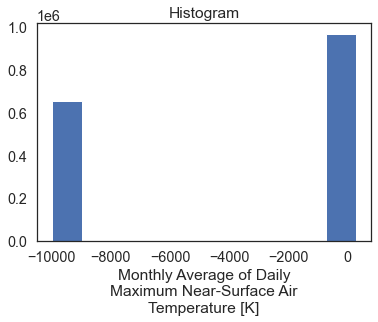 Histogram
1e6
1.0
0.8
0.6
0.4
0.2
0.0
−10000 −8000 −6000 −4000 −2000 0
Monthly Average of Daily
Maximum Near-Surface Air
Temperature [K]